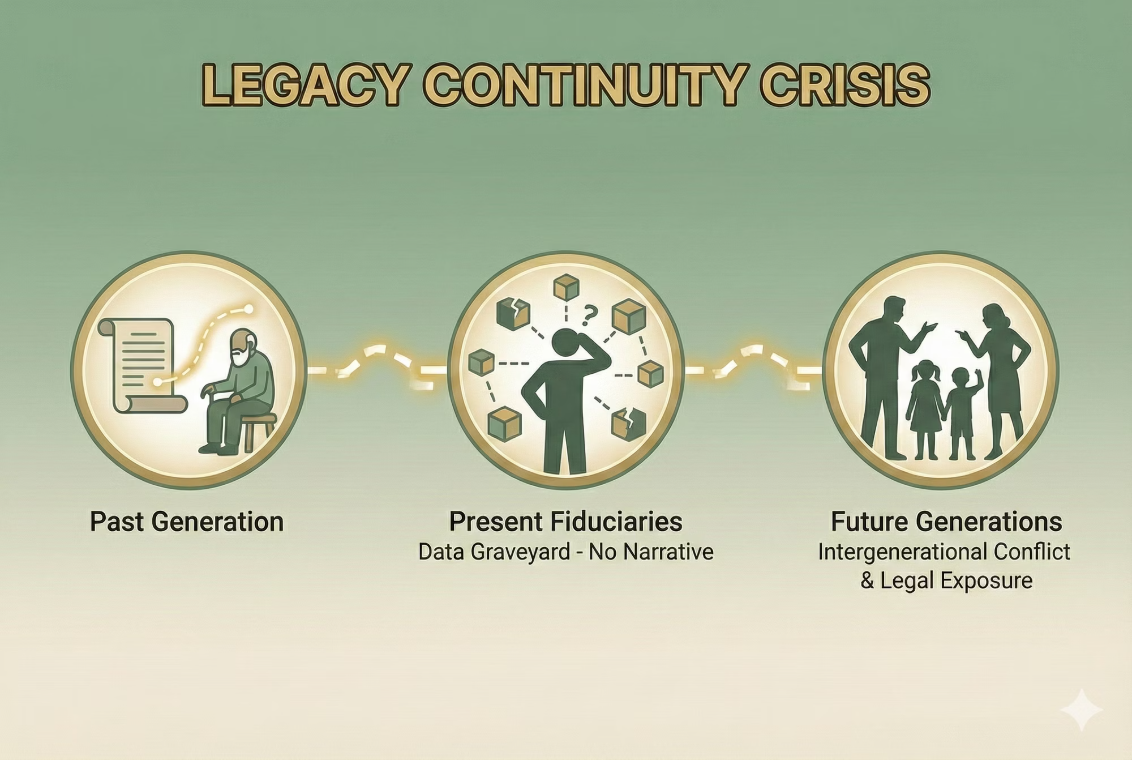 LEGACY CONTINUITY CRISIS
?
Past Generation
Present Fiduciaries
Data Graveyard - No Narrative
Future Generations
Intergenerational Conflict
& Legal Exposure